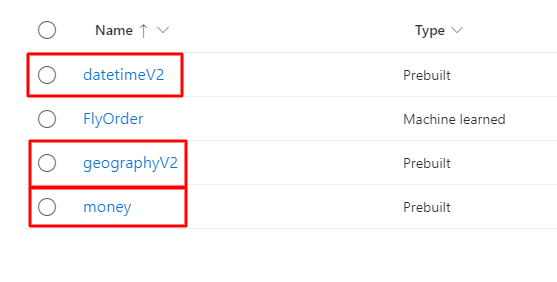 Name ↑ Type
datetimeV2 Prebuilt
FlyOrder Machine learned
geographyV2 Prebuilt
money Prebuilt